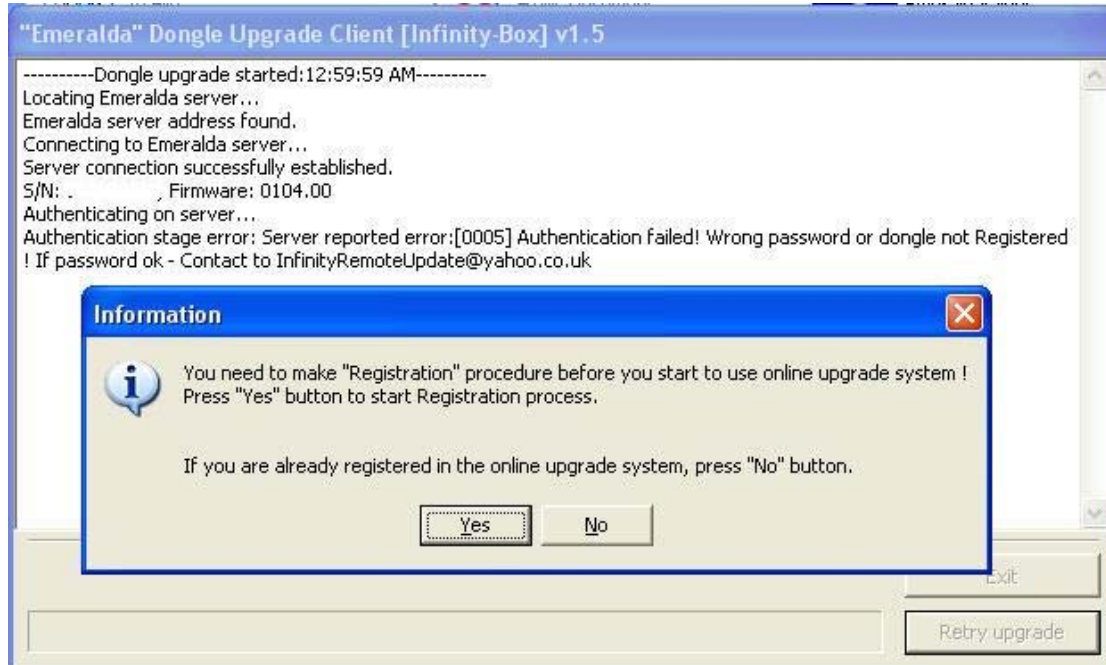 "Emeralda" Dongle Upgrade Client [Infinity-Box] v1.5
----------Dongle upgrade started:12:59:59 AM----------
Locating Emeralda server...
Emeralda server address found.
Connecting to Emeralda server...
Server connection successfully established.
S/N: . , Firmware: 0104.00
Authenticating on server...
Authentication stage error: Server reported error:[0005] Authentication failed! Wrong password or dongle not Registered
! If password ok - Contact to InfinityRemoteUpdate@yahoo.co.uk
Information
You need to make "Registration" procedure before you start to use online upgrade system !
Press "Yes" button to start Registration process.
If you are already registered in the online upgrade system, press "No" button.
Yes No
Exit
Retry upgrade